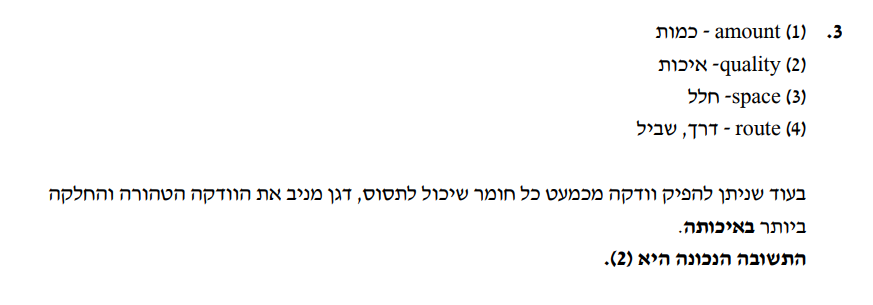 3. (1) amount - כמות
(2) quality- איכות
(3) space- חלל
(4) route - דרך, שביל
בעוד שניתן להפיק וודקה מכמעט כל חומר שיכול לתסוס, דגן מניב את הוודקה הטהורה והחלקה
ביותר באיכותה.
התשובה הנכונה היא (2).